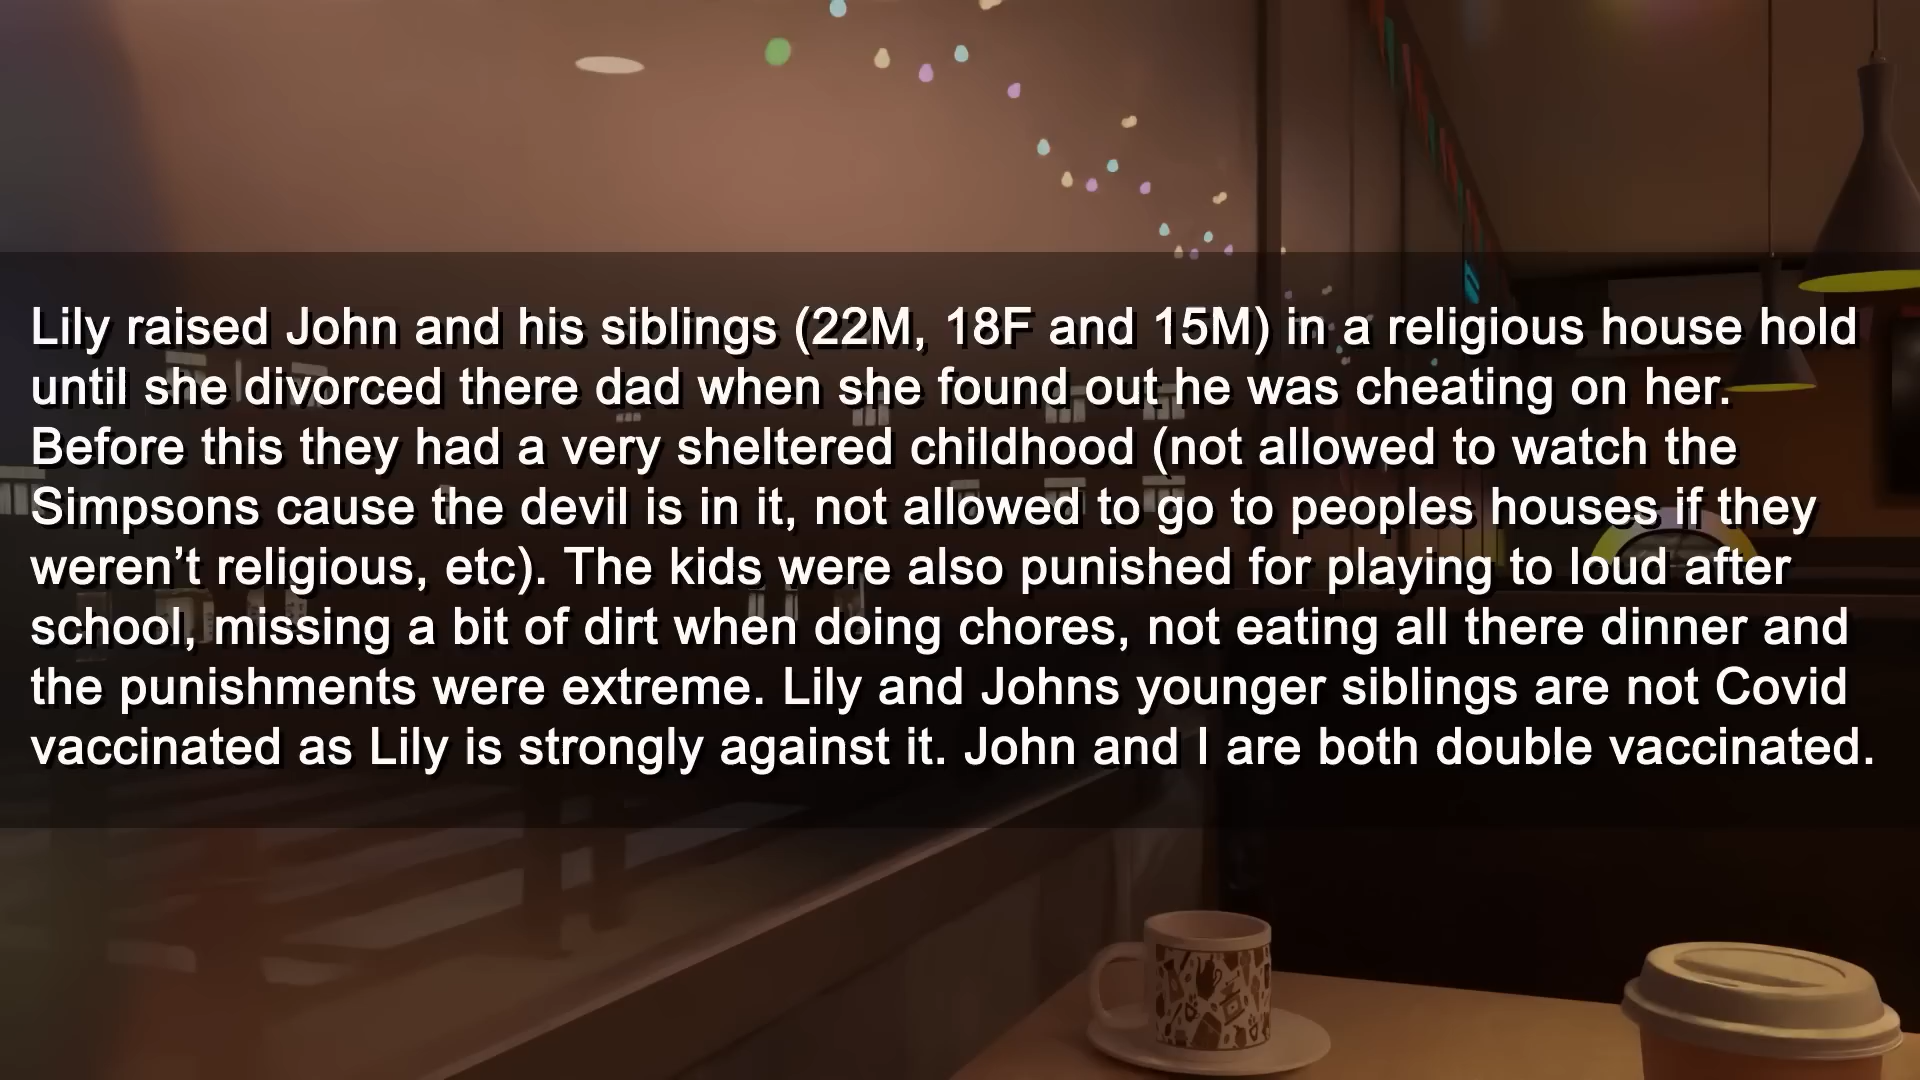 Lily raised John and his siblings (22M, 18F and 15M) in a religious house hold
until she divorced there dad when she found out he was cheating on her.
Before this they had a very sheltered childhood (not allowed to watch the
Simpsons cause the devil is in it, not allowed to go to peoples houses if they
weren’t religious, etc). The kids were also punished for playing to loud after
school, missing a bit of dirt when doing chores, not eating all there dinner and
the punishments were extreme. Lily and Johns younger siblings are not Covid
vaccinated as Lily is strongly against it. John and I are both double vaccinated.